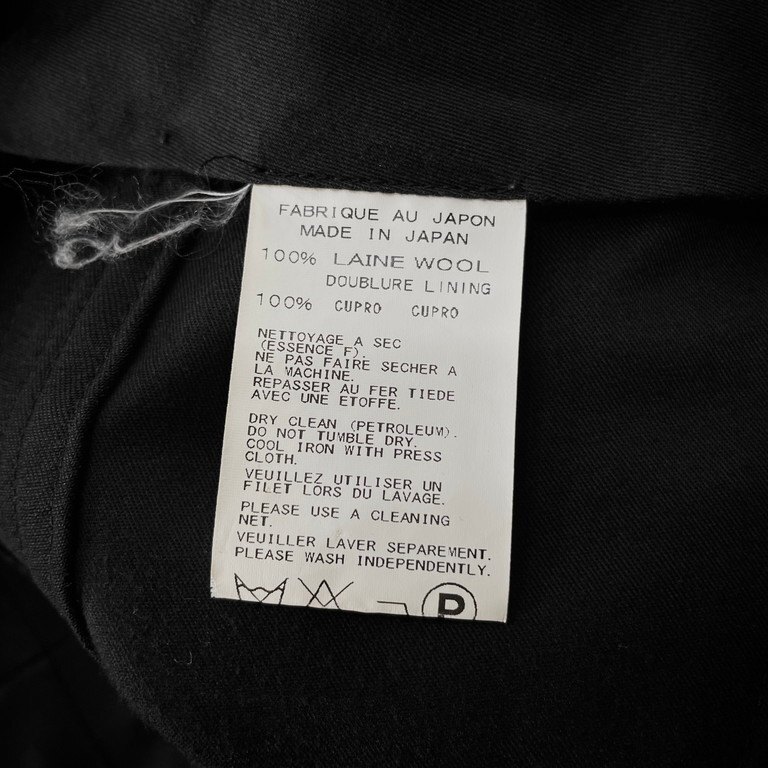 FABRIQUE AU JAPON
MADE IN JAPAN
100% LAINE WOOL
DOUBLURE LINING
100% CUPRO CUPRO
NETTOYAGE A SEC
(ESSENCE F).
NE PAS FAIRE SECHER A
LA MACHINE.
REPASSER AU FER TIEDE
AVEC UNE ETOFFE.
DRY CLEAN (PETROLEUM).
DO NOT TUMBLE DRY.
COOL IRON WITH PRESS
CLOTH.
VEUILLEZ UTILISER UN
FILET LORS DU LAVAGE.
PLEASE USE A CLEANING
NET.
VEUILLER LAVER SEPAREMENT.
PLEASE WASH INDEPENDENTLY.
P